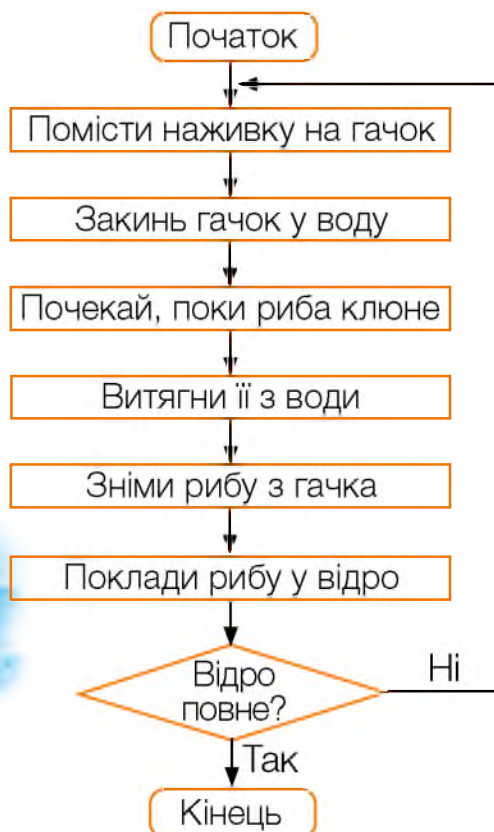 Початок
Помісти наживку на гачок
Закинь гачок у воду
Почекай, поки риба клюне
Витягни її з води
Зніми рибу з гачка
Поклади рибу у відро
Відро
повне?
Ні
Так
Кінець